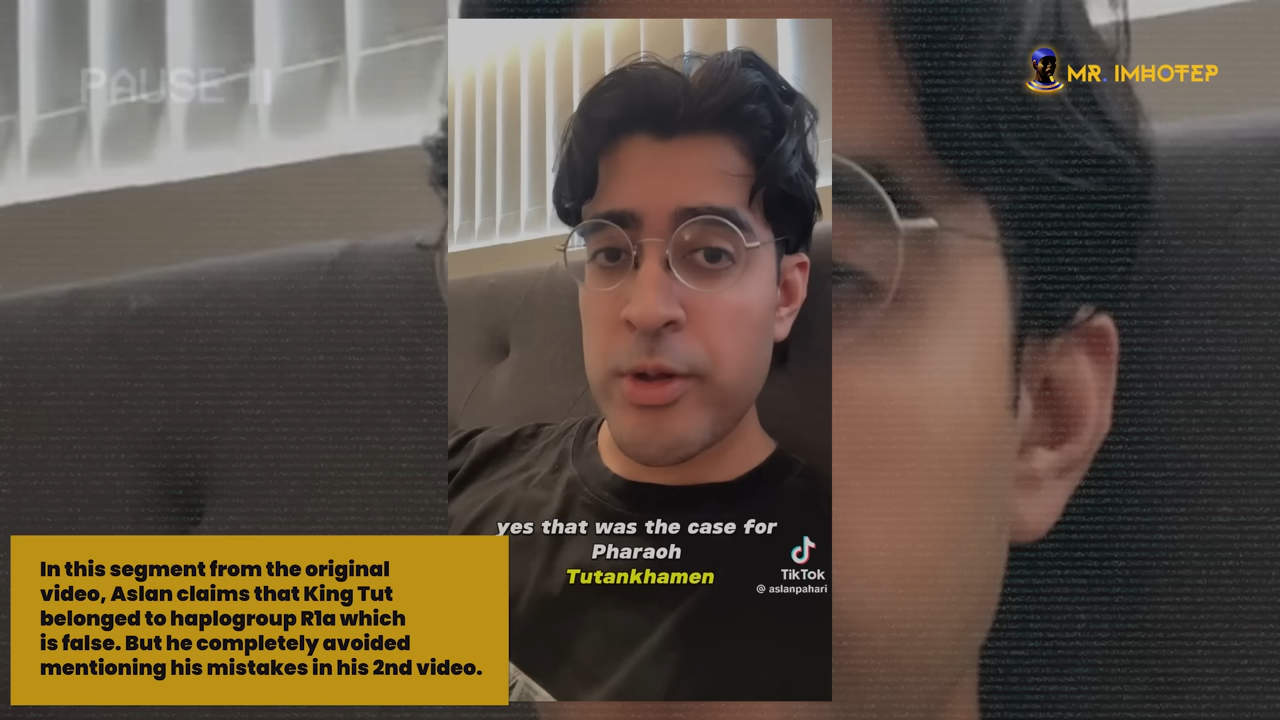 PAUSE II
MR. IMHOTEP
yes that was the case for
Pharaoh
Tutankhamen
TikTok
@ aslanpahari
In this segment from the original
video, Aslan claims that King Tut
belonged to haplogroup R1a which
is false. But he completely avoided
mentioning his mistakes in his 2nd video.